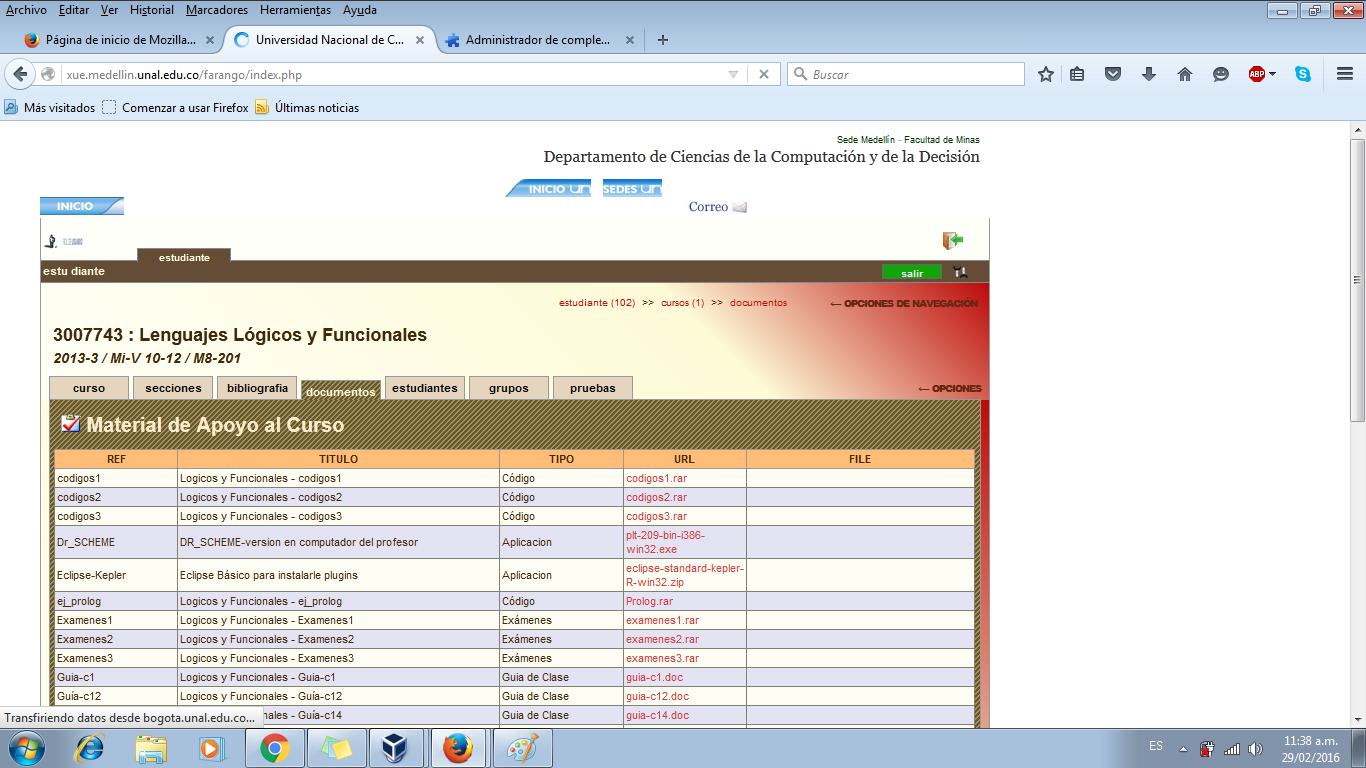 Archivo Editar Ver Historial Marcadores Herramientas Ayuda
Página de inicio de Mozilla... Universidad Nacional de C... Administrador de comple...
xue.medellin.unal.edu.co/farango/index.php Buscar ABP
Más visitados Comenzar a usar Firefox Últimas noticias
Sede Medellín - Facultad de Minas
Departamento de Ciencias de la Computación y de la Decisión
INICIO un SEDES un
INICIO
Correo
estudiante
estu diante salir
estudiante (102) >> cursos (1) >> documentos ← OPCIONES DE NAVEGACIÓN
3007743 : Lenguajes Lógicos y Funcionales
2013-3 / Mi-V 10-12 / M8-201
curso secciones bibliografia documentos estudiantes grupos pruebas ← OPCIONES
Material de Apoyo al Curso
REF TITULO TIPO URL FILE
codigos1 Logicos y Funcionales - codigos1 Código codigos1.rar
codigos2 Logicos y Funcionales - codigos2 Código codigos2.rar
codigos3 Logicos y Funcionales - codigos3 Código codigos3.rar
Dr_SCHEME DR_SCHEME-version en computador del profesor Aplicacion plt-209-bin-i386-
win32.exe
Eclipse-Kepler Eclipse Básico para instalarle plugins Aplicacion eclipse-standard-kepler-
R-win32.zip
ej_prolog Logicos y Funcionales - ej_prolog Código Prolog.rar
Examenes1 Logicos y Funcionales - Examenes1 Exámenes examenes1.rar
Examenes2 Logicos y Funcionales - Examenes2 Exámenes examenes2.rar
Examenes3 Logicos y Funcionales - Examenes3 Exámenes examenes3.rar
Guia-c1 Logicos y Funcionales - Guia-c1 Guia de Clase guia-c1.doc
Guía-c12 Logicos y Funcionales - Guía-c12 Guia de Clase guia-c12.doc
Transfiriendo datos desde bogota.unal.edu.co... nales - Guía-c14 Guia de Clase guia-c14.doc
ES 11:38 a.m.
29/02/2016